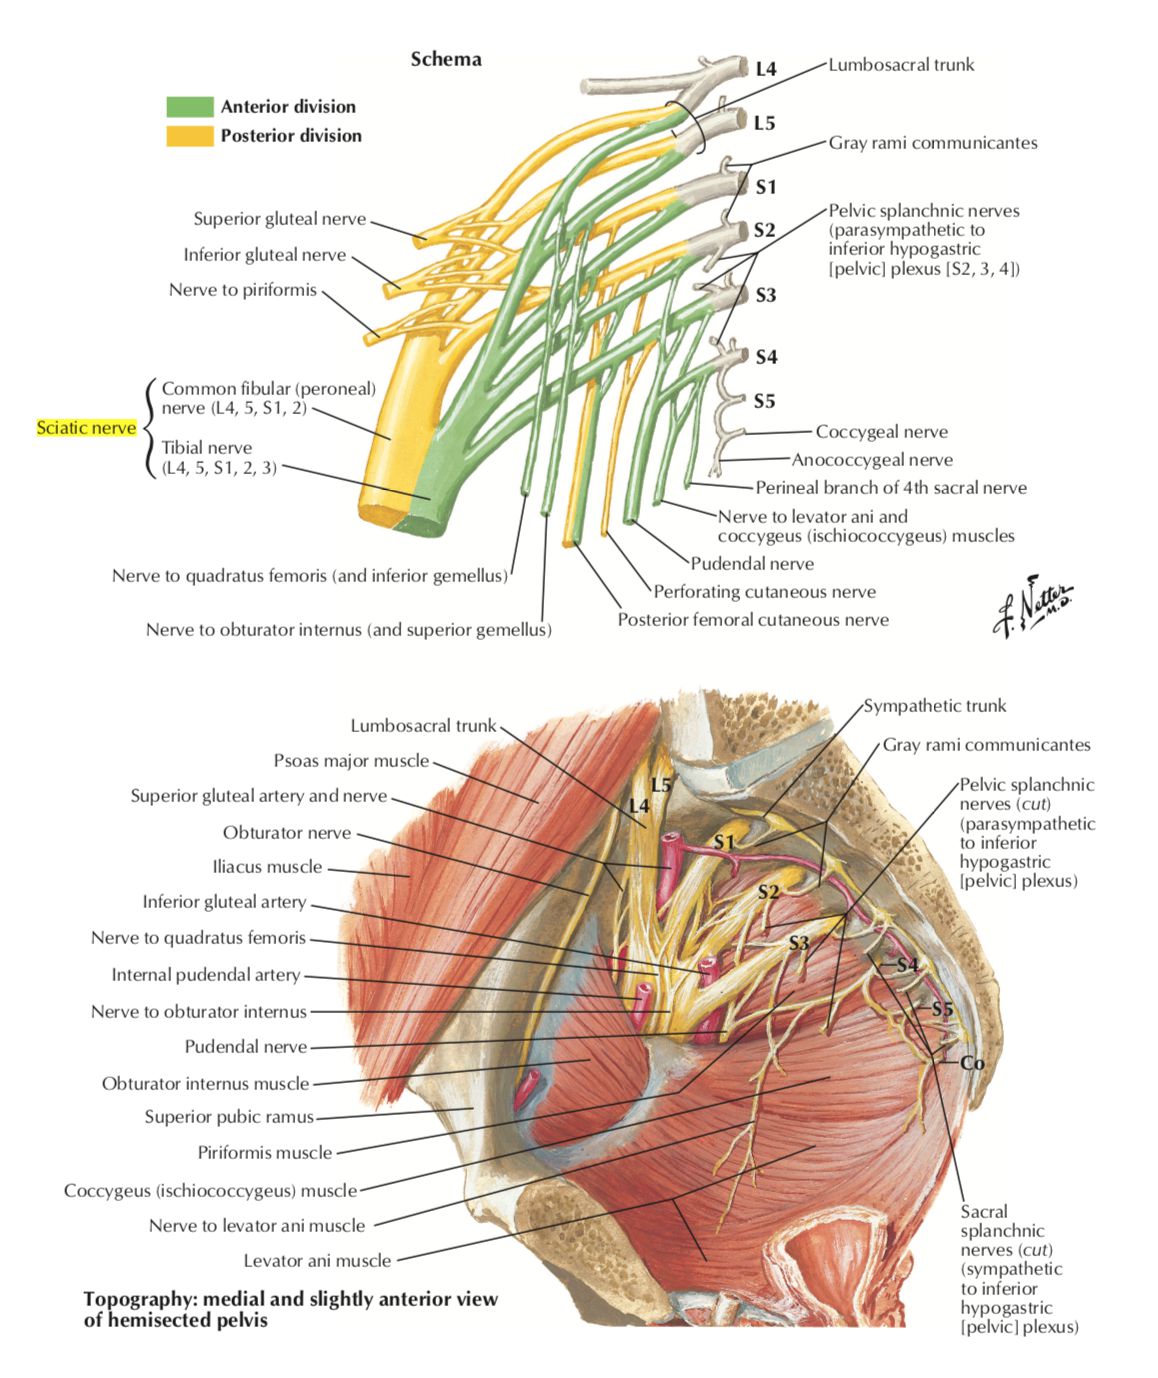 Schema
Anterior division
Posterior division
L4
L5
S1
S2
S3
S4
S5
Lumbosacral trunk
Gray rami communicantes
Pelvic splanchnic nerves
(parasympathetic to
inferior hypogastric
[pelvic] plexus [S2, 3, 4])
Superior gluteal nerve
Inferior gluteal nerve
Nerve to piriformis
Sciatic nerve
Common fibular (peroneal)
nerve (L4, 5, S1, 2)
Tibial nerve
(L4, 5, S1, 2, 3)
Coccygeal nerve
Anococcygeal nerve
Perineal branch of 4th sacral nerve
Nerve to levator ani and
coccygeus (ischiococcygeus) muscles
Pudendal nerve
Perforating cutaneous nerve
Posterior femoral cutaneous nerve
Nerve to quadratus femoris (and inferior gemellus)
Nerve to obturator internus (and superior gemellus)
F. Netter
M.D.
Lumbosacral trunk
Psoas major muscle
Superior gluteal artery and nerve
Obturator nerve
Iliacus muscle
Inferior gluteal artery
Nerve to quadratus femoris
Internal pudendal artery
Nerve to obturator internus
Pudendal nerve
Obturator internus muscle
Superior pubic ramus
Piriformis muscle
Coccygeus (ischiococcygeus) muscle
Nerve to levator ani muscle
Levator ani muscle
L5
L4
S1
S2
S3
S4
S5
Co
Sympathetic trunk
Gray rami communicantes
Pelvic splanchnic
nerves (cut)
(parasympathetic
to inferior
hypogastric
[pelvic] plexus)
Sacral
splanchnic
nerves (cut)
(sympathetic
to inferior
hypogastric
[pelvic] plexus)
Topography: medial and slightly anterior view
of hemisected pelvis